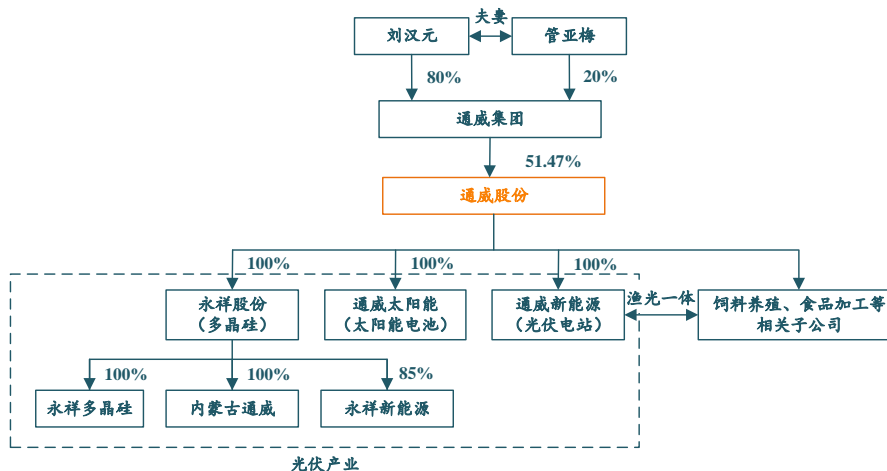 夫妻
刘汉元
管亚梅
80%
20%
通威集团
51.47%
通威股份
100%
100%
100%
永祥股份
（多晶硅）
通威太阳能
（太阳能电池）
通威新能源
（光伏电站）
渔光一体
饲料养殖、食品加工等
相关子公司
100%
100%
85%
永祥多晶硅
内蒙古通威
永祥新能源
光伏产业